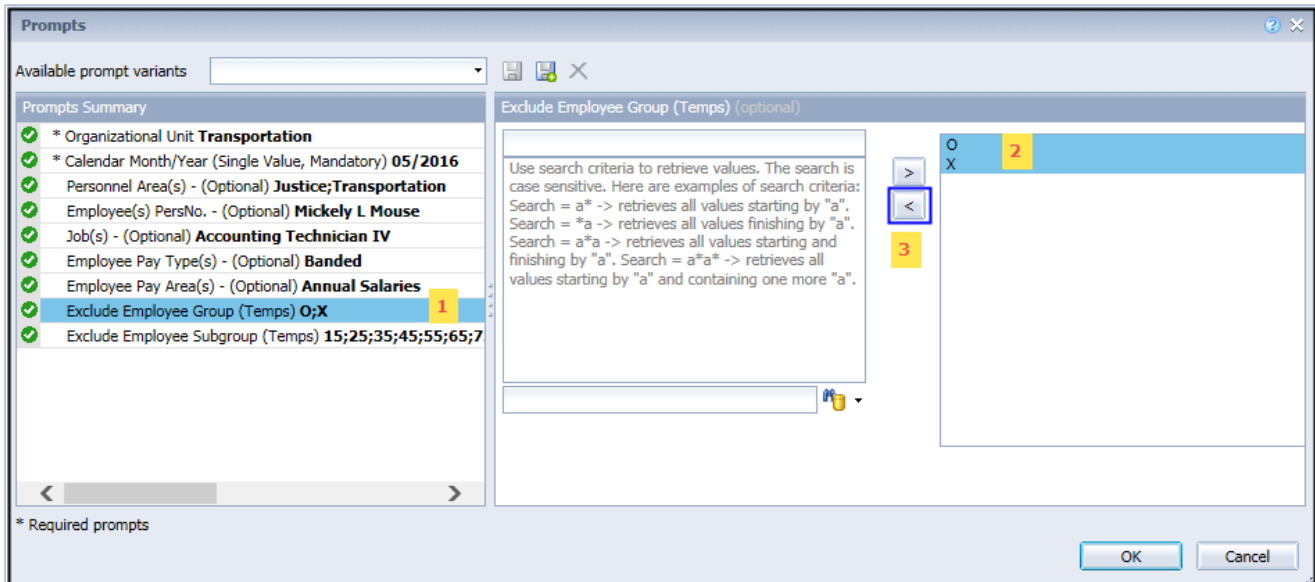 Prompts
Available prompt variants
Prompts Summary
* Organizational Unit Transportation
* Calendar Month/Year (Single Value, Mandatory) 05/2016
Personnel Area(s) - (Optional) Justice;Transportation
Employee(s) PersNo. - (Optional) Mickely L Mouse
Job(s) - (Optional) Accounting Technician IV
Employee Pay Type(s) - (Optional) Banded
Employee Pay Area(s) - (Optional) Annual Salaries
Exclude Employee Group (Temps) O;X 1
Exclude Employee Subgroup (Temps) 15;25;35;45;55;65;7
* Required prompts
Exclude Employee Group (Temps) (optional)
Use search criteria to retrieve values. The search is
case sensitive. Here are examples of search criteria:
Search = a* -> retrieves all values starting by "a".
Search = *a -> retrieves all values finishing by "a".
Search = a*a -> retrieves all values starting and
finishing by "a". Search = a*a* -> retrieves all
values starting by "a" and containing one more "a".
>
<
3
O
X
2
OK
Cancel